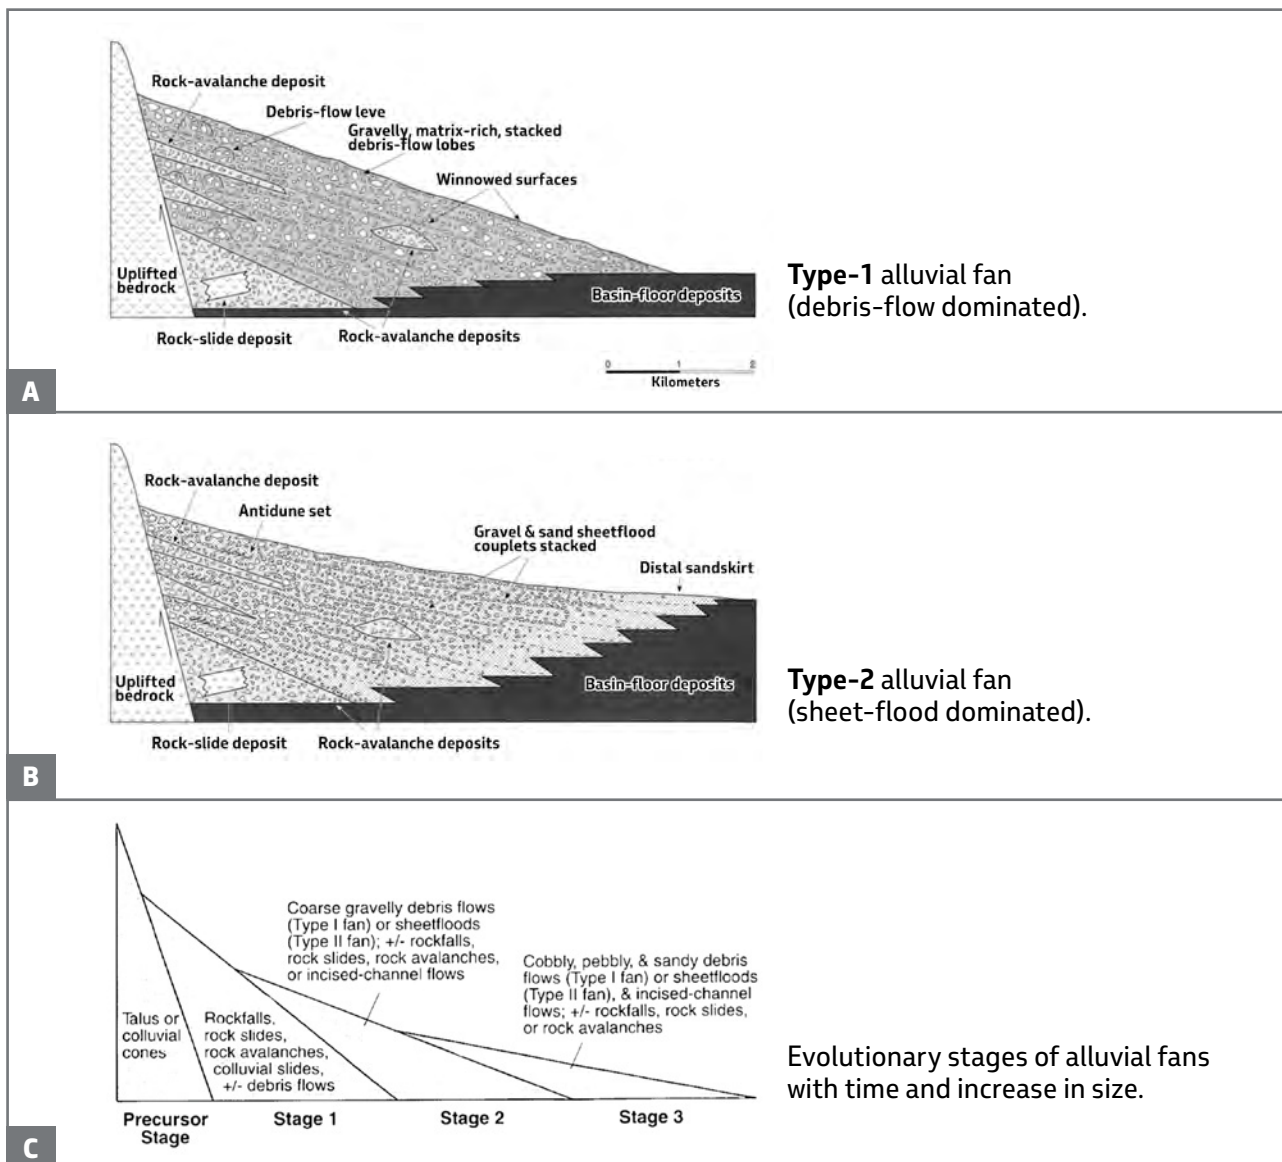 Rock-avalanche deposit
Debris-flow leve
Gravelly, matrix-rich, stacked
debris-flow lobes
Winnowed surfaces
Uplifted
bedrock
Basin-floor deposits
Rock-slide deposit
Rock-avalanche deposits
0 1 2
Kilometers
Type-1 alluvial fan
(debris-flow dominated).
A
Rock-avalanche deposit
Antidune set
Gravel & sand sheetflood
couplets stacked
Distal sandskirt
Uplifted
bedrock
Basin-floor deposits
Rock-slide deposit
Rock-avalanche deposits
Type-2 alluvial fan
(sheet-flood dominated).
B
Coarse gravelly debris flows
(Type I fan) or sheetfloods
(Type II fan); +/- rockfalls,
rock slides, rock avalanches,
or incised-channel flows
Cobbly, pebbly, & sandy debris
flows (Type I fan) or sheetfloods
(Type II fan), & incised-channel
flows; +/- rockfalls, rock slides,
or rock avalanches
Talus or
colluvial
cones
Rockfalls,
rock slides,
rock avalanches,
colluvial slides,
+/- debris flows
Precursor
Stage
Stage 1
Stage 2
Stage 3
Evolutionary stages of alluvial fans
with time and increase in size.
C